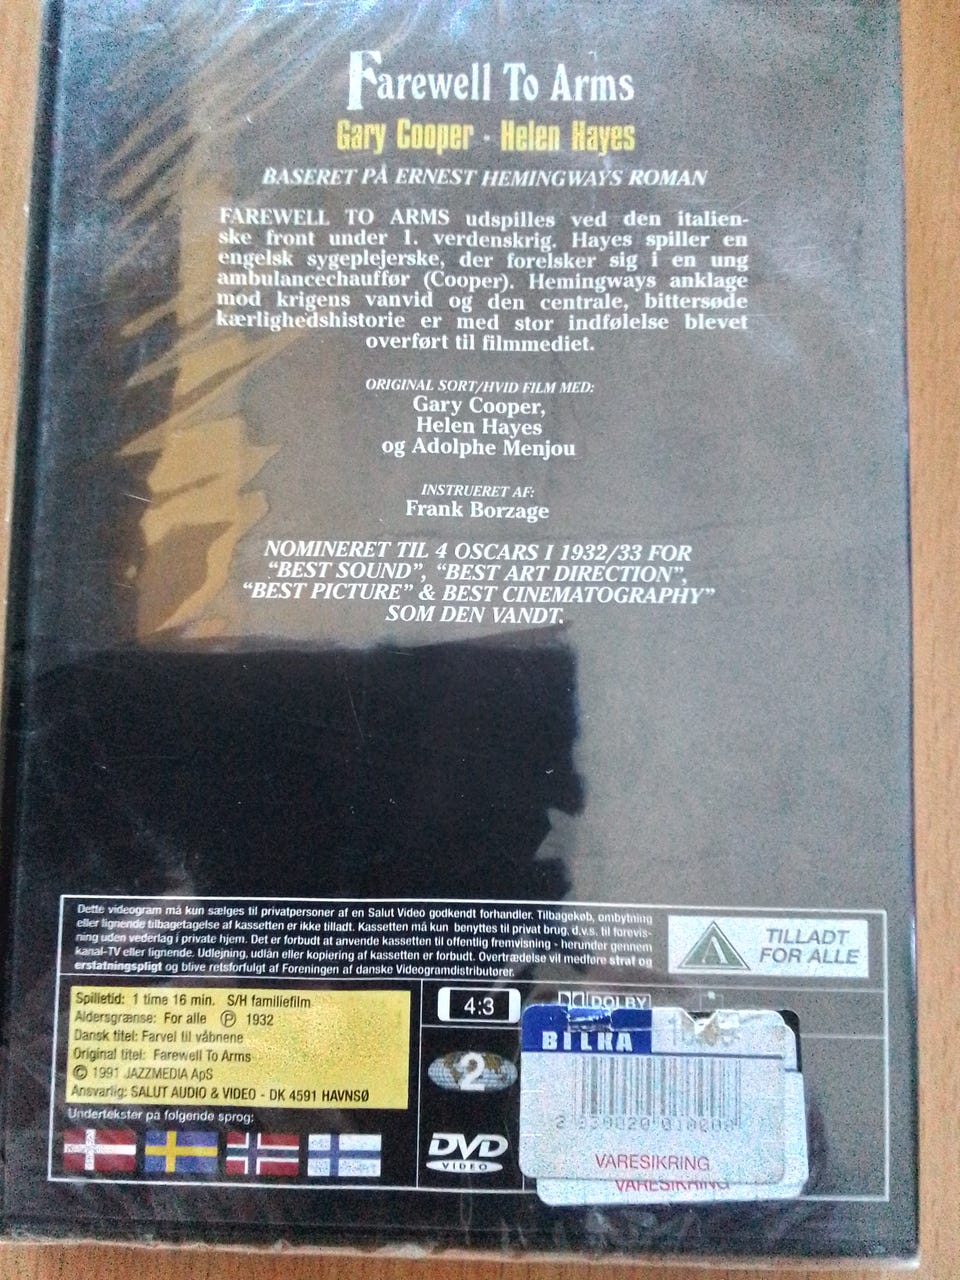 Farewell To Arms
Gary Cooper - Helen Hayes
BASERET PÅ ERNEST HEMINGWAYS ROMAN
FAREWELL TO ARMS udspilles ved den italien-
ske front under 1. verdenskrig. Hayes spiller en
engelsk sygeplejerske, der forelsker sig i en ung
ambulancechauffør (Cooper). Hemingways anklage
mod krigens vanvid og den centrale, bittersøde
kærlighedshistorie er med stor indfølelse blevet
overført til filmmediet.
ORIGINAL SORT/HVID FILM MED:
Gary Cooper,
Helen Hayes
og Adolphe Menjou
INSTRUERET AF:
Frank Borzage
NOMINERET TIL 4 OSCARS I 1932/33 FOR
"BEST SOUND", "BEST ART DIRECTION",
"BEST PICTURE" & BEST CINEMATOGRAPHY"
SOM DEN VANDT.
Dette videogram må kun sælges til privatpersoner af en Salut Video godkendt forhandler. Tilbagekøb, ombytning
eller lignende tilbagetagelse af kassetten er ikke tilladt. Kassetten må kun benyttes til privat brug, d.v.s. til forevis-
ning uden vederlag i private hjem. Det er forbudt at anvende kassetten til offentlig fremvisning - herunder gennem
kanal-TV eller lignende. Udlejning, udlån eller kopiering af kassetten er forbudt. Overtrædelse vil medføre straf og
erstatningspligt og blive retsforfulgt af Foreningen af danske Videogramdistributører.
A
TILLADT
FOR ALLE
Spilletid: 1 time 16 min. S/H familiefilm
Aldersgrænse: For alle Ⓟ 1932
Dansk titel: Farvel til våbnene
Original titel: Farewell To Arms
© 1991 JAZZMEDIA ApS
Ansvarlig: SALUT AUDIO & VIDEO - DK 4591 HAVNSØ
Undertekster på følgende sprog:
4:3
2
DVD
VIDEO
DOLBY
BILKA
VARESIKRING
VARESIKRING